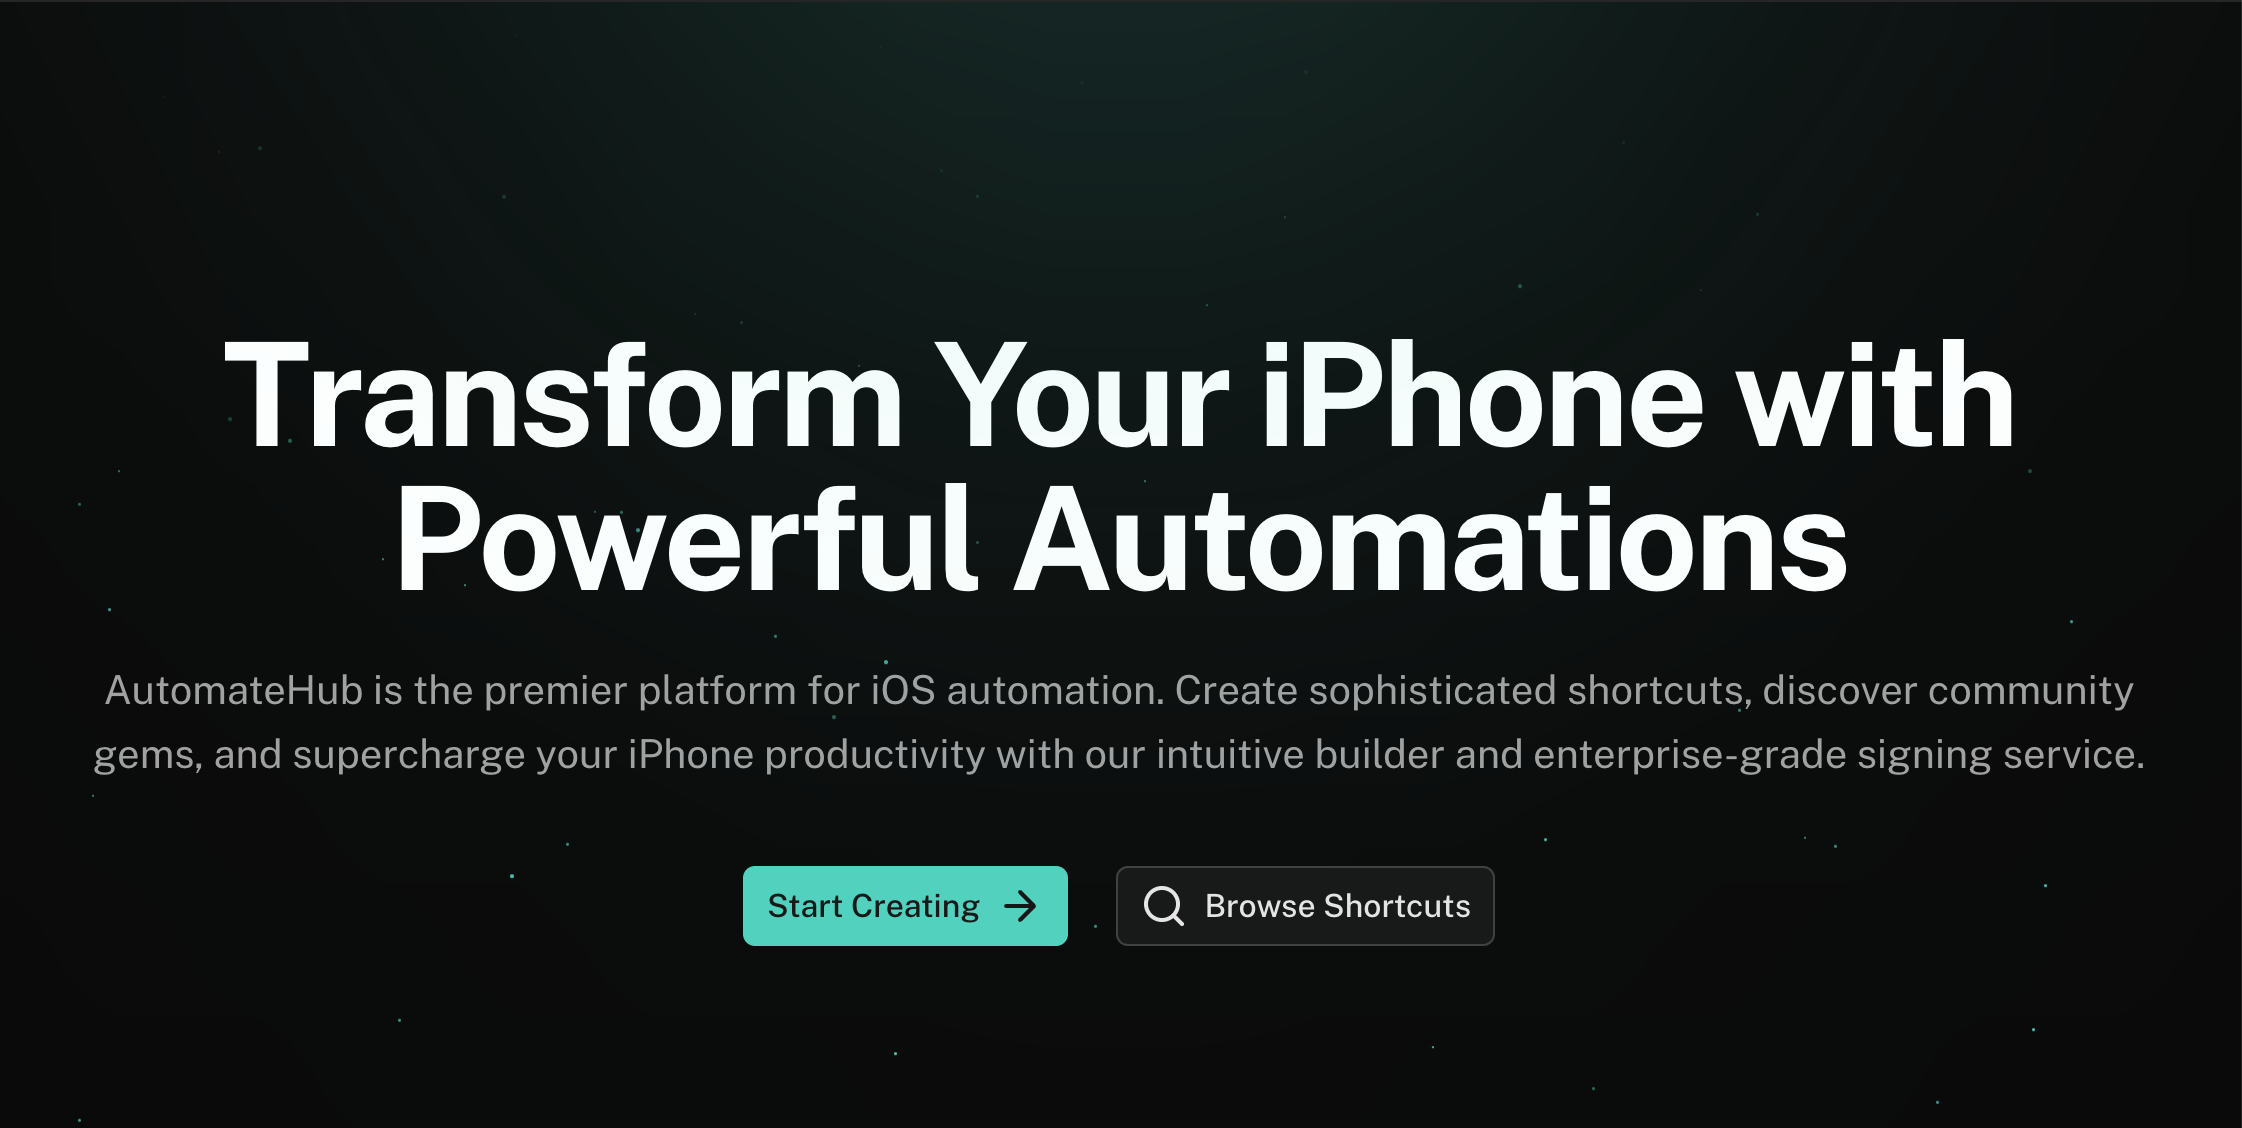 Transform Your iPhone with
Powerful Automations
AutomateHub is the premier platform for iOS automation. Create sophisticated shortcuts, discover community
gems, and supercharge your iPhone productivity with our intuitive builder and enterprise-grade signing service.
Start Creating
Browse Shortcuts